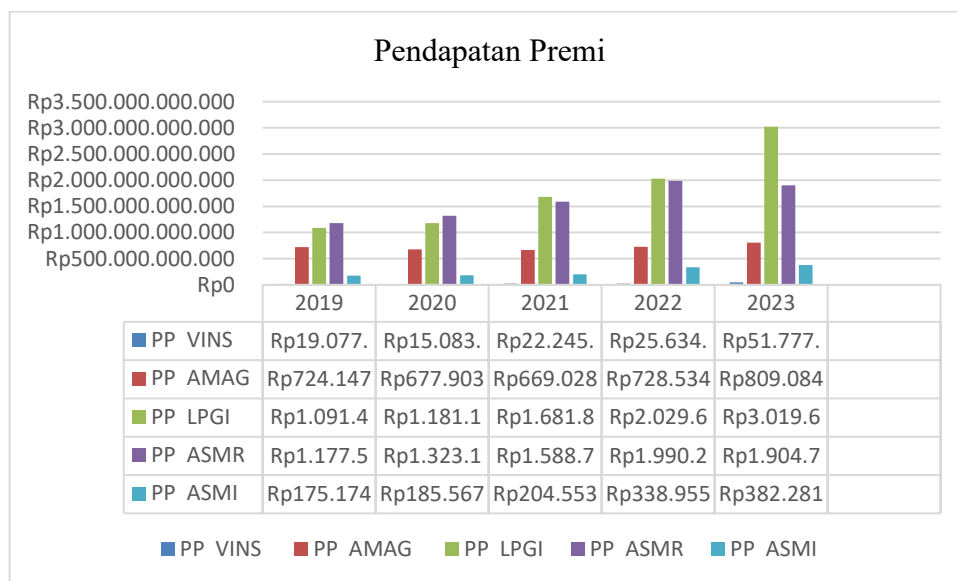 Pendapatan Premi
Rp3.500.000.000.000
Rp3.000.000.000.000
Rp2.500.000.000.000
Rp2.000.000.000.000
Rp1.500.000.000.000
Rp1.000.000.000.000
Rp500.000.000.000
Rp0
2019 2020 2021 2022 2023
PP VINS Rp19.077. Rp15.083. Rp22.245. Rp25.634. Rp51.777.
PP AMAG Rp724.147 Rp677.903 Rp669.028 Rp728.534 Rp809.084
PP LPGI Rp1.091.4 Rp1.181.1 Rp1.681.8 Rp2.029.6 Rp3.019.6
PP ASMR Rp1.177.5 Rp1.323.1 Rp1.588.7 Rp1.990.2 Rp1.904.7
PP ASMI Rp175.174 Rp185.567 Rp204.553 Rp338.955 Rp382.281
PP VINS PP AMAG PP LPGI PP ASMR PP ASMI